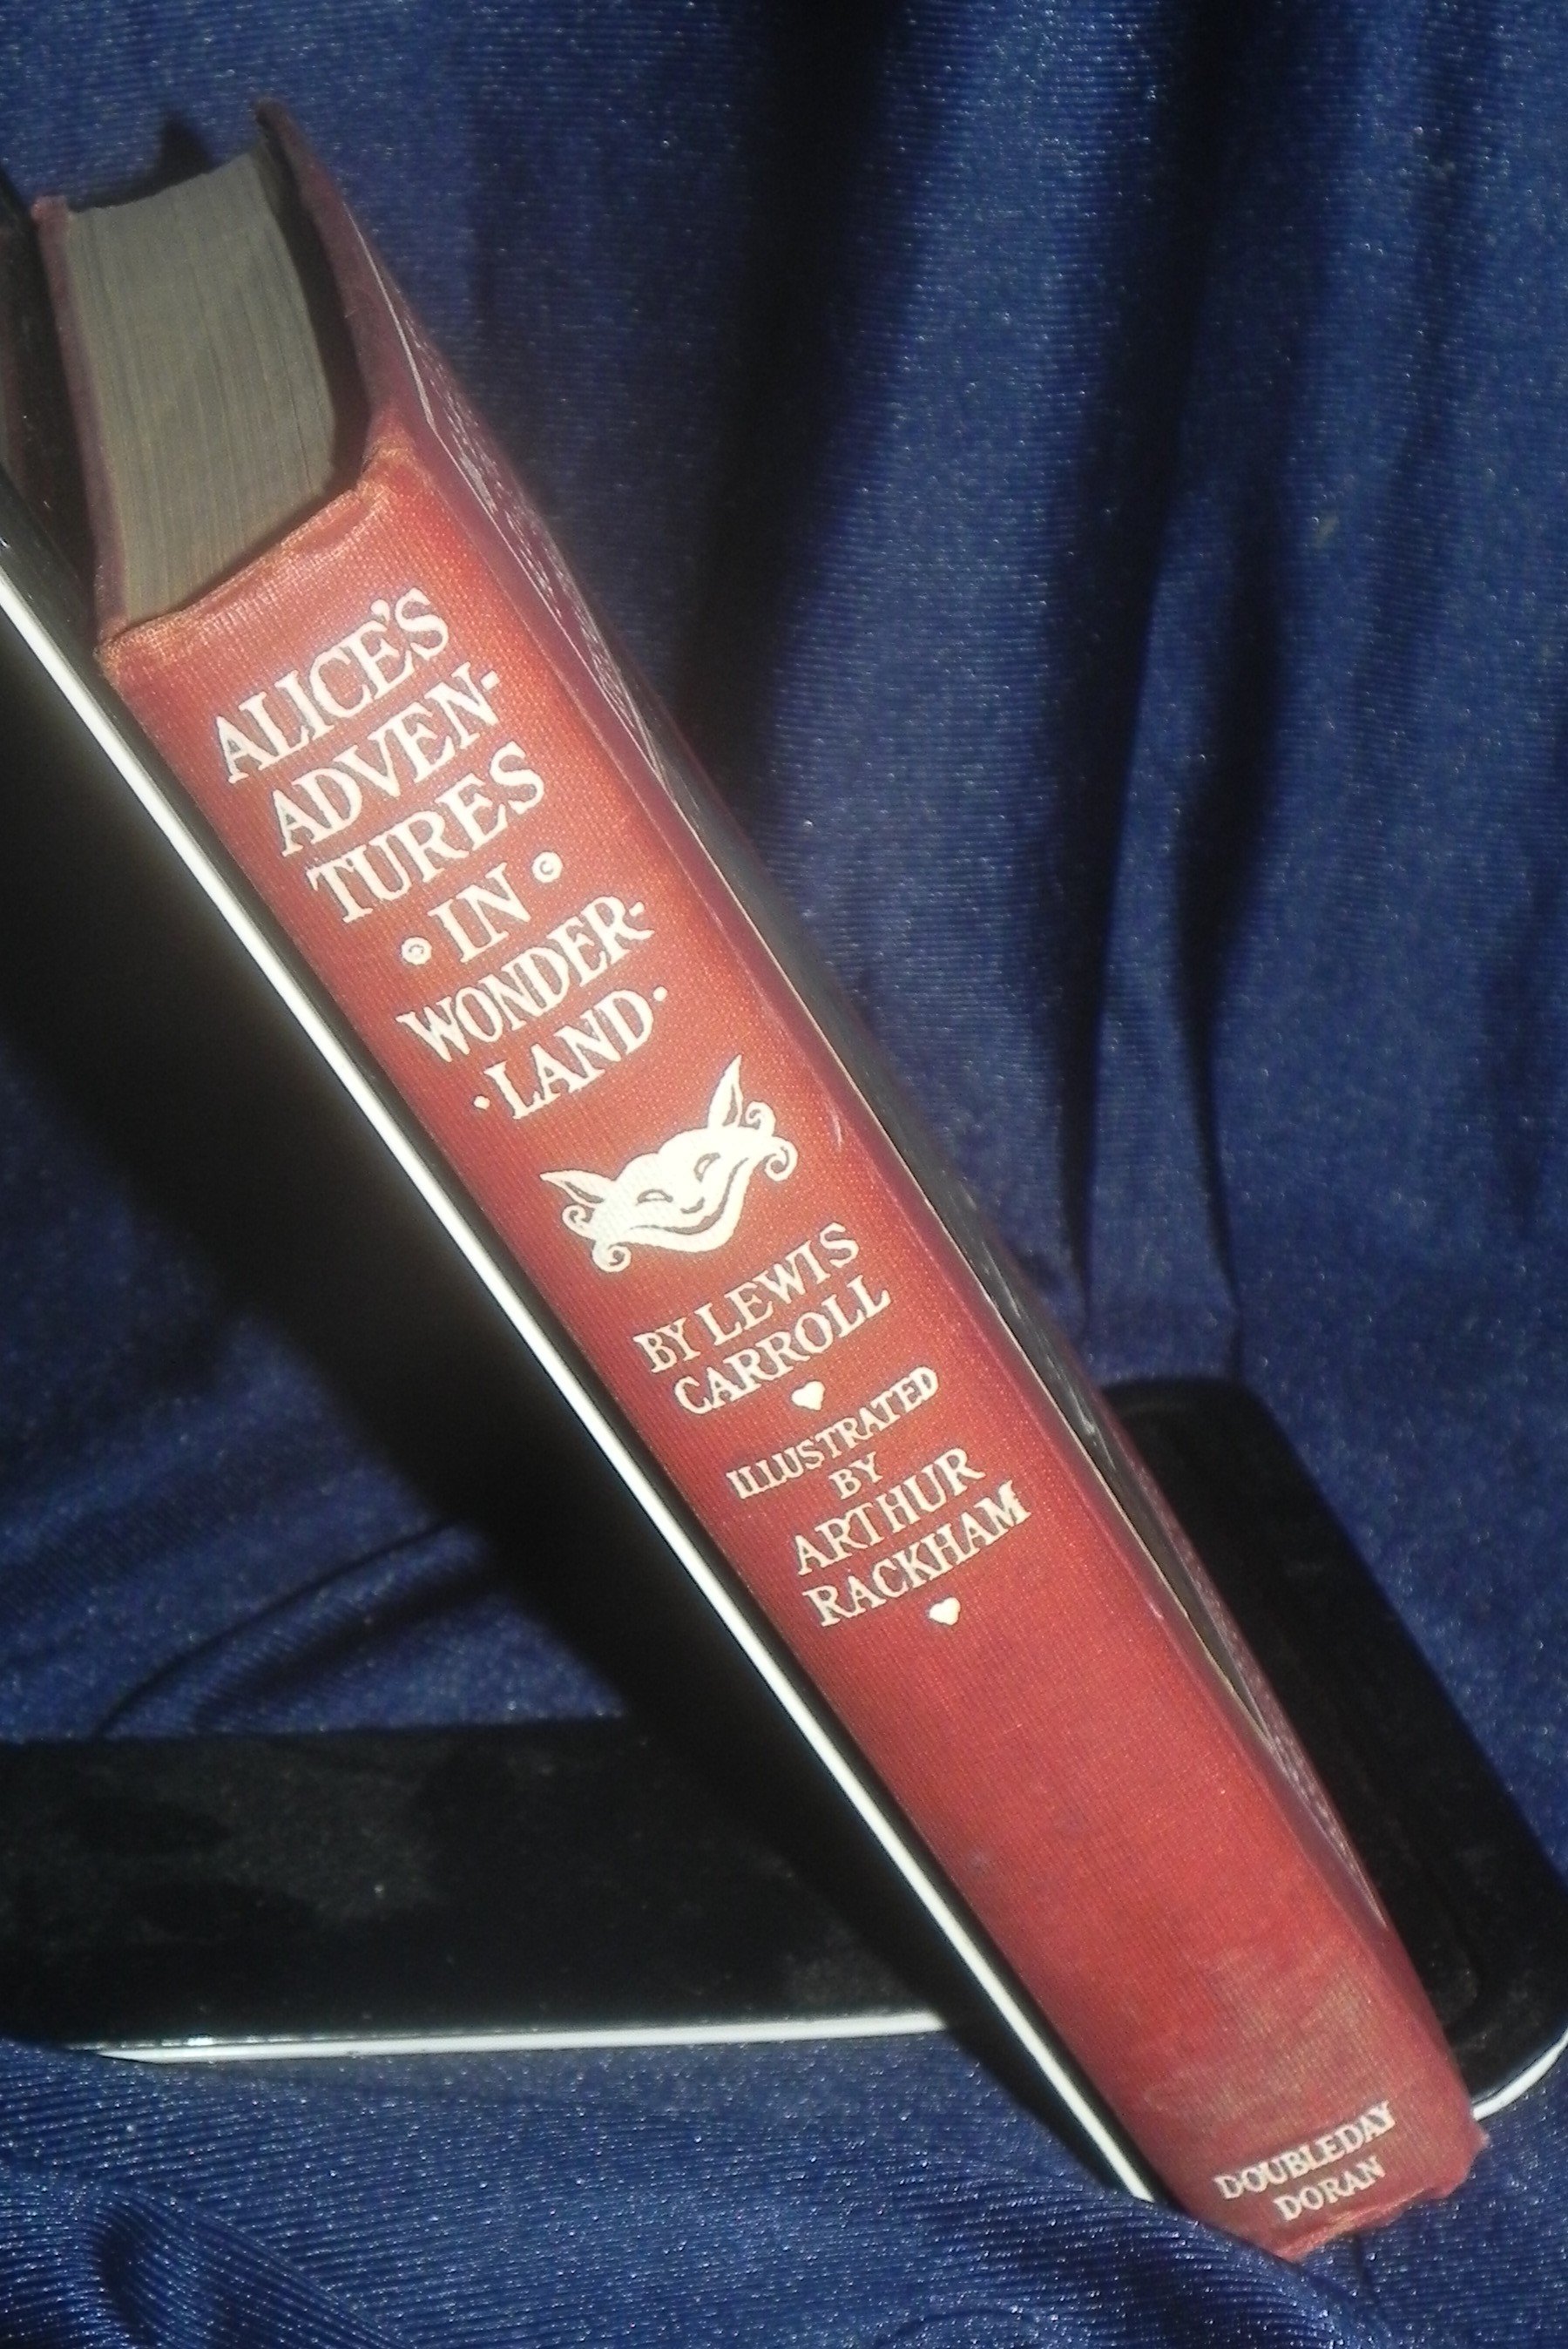 ALICE'S
ADVEN-
TURES
IN
WONDER-
·LAND·
BY LEWIS
CARROLL
ILLUSTRATED
BY
ARTHUR
RACKHAM
DOUBLEDAY
DORAN